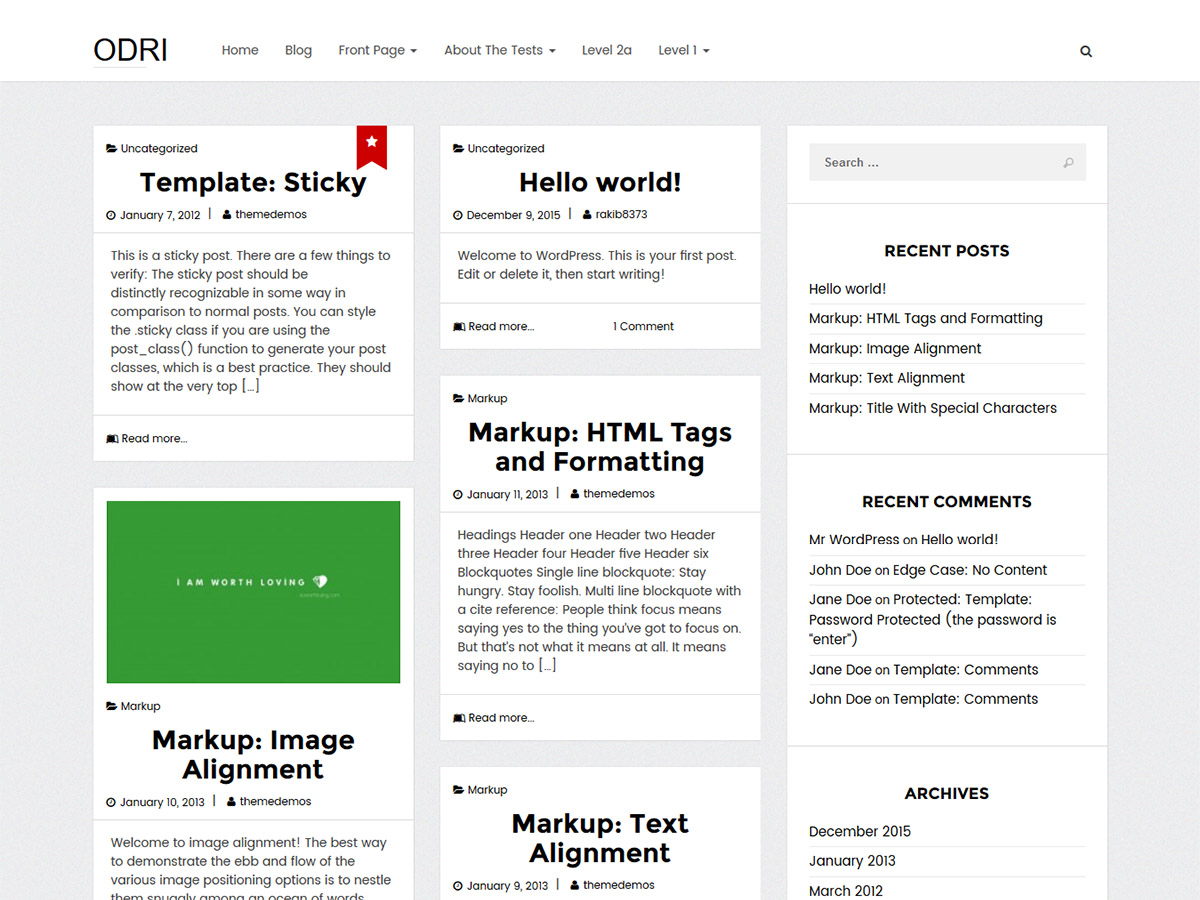 ODRI
Home Blog Front Page About The Tests Level 2a Level 1
Uncategorized
Template: Sticky
January 7, 2012 | themedemos
This is a sticky post. There are a few things to
verify: The sticky post should be
distinctly recognizable in some way in
comparison to normal posts. You can style
the .sticky class if you are using the
post_class() function to generate your post
classes, which is a best practice. They should
show at the very top [...]
Read more...
I AM WORTH LOVING
Markup
Markup: Image
Alignment
January 10, 2013 | themedemos
Welcome to image alignment! The best way
to demonstrate the ebb and flow of the
various image positioning options is to nestle
them snuggly among an ocean of words.
Uncategorized
Hello world!
December 9, 2015 | rakib8373
Welcome to WordPress. This is your first post.
Edit or delete it, then start writing!
Read more... 1 Comment
Markup
Markup: HTML Tags
and Formatting
January 11, 2013 | themedemos
Headings Header one Header two Header
three Header four Header five Header six
Blockquotes Single line blockquote: Stay
hungry. Stay foolish. Multi line blockquote with
a cite reference: People think focus means
saying yes to the thing you've got to focus on.
But that's not what it means at all. It means
saying no to [...]
Read more...
Markup
Markup: Text
Alignment
January 9, 2013 | themedemos
Search ...
RECENT POSTS
Hello world!
Markup: HTML Tags and Formatting
Markup: Image Alignment
Markup: Text Alignment
Markup: Title With Special Characters
RECENT COMMENTS
Mr WordPress on Hello world!
John Doe on Edge Case: No Content
Jane Doe on Protected: Template:
Password Protected (the password is
“enter”)
Jane Doe on Template: Comments
John Doe on Template: Comments
ARCHIVES
December 2015
January 2013
March 2012